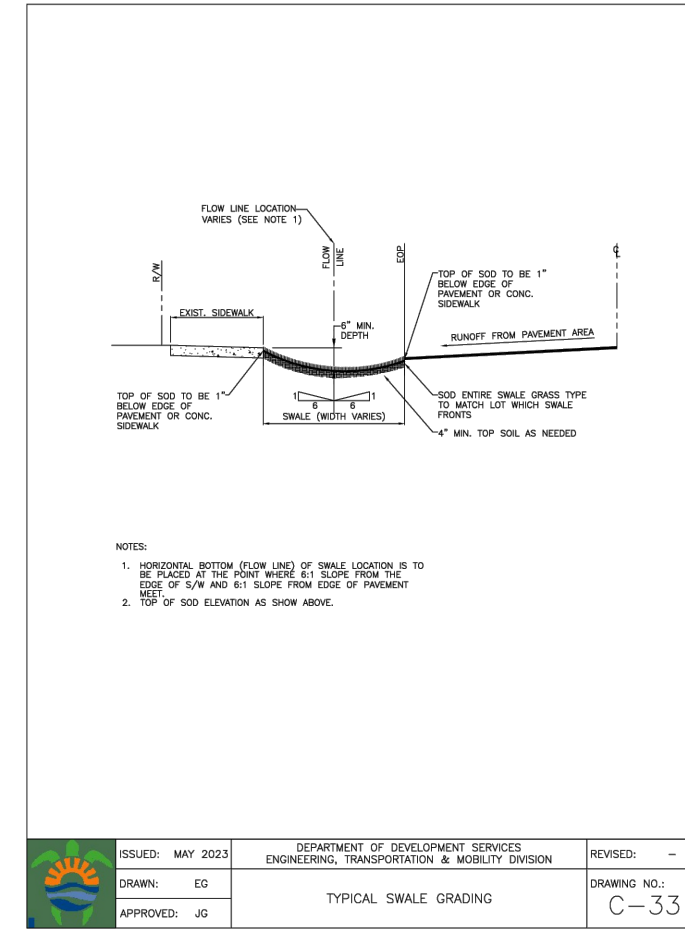 FLOW LINE LOCATION
VARIES (SEE NOTE 1)
R/W
FLOW
LINE
EOP
℄
EXIST. SIDEWALK
6" MIN.
DEPTH
TOP OF SOD TO BE 1"
BELOW EDGE OF
PAVEMENT OR CONC.
SIDEWALK
RUNOFF FROM PAVEMENT AREA
TOP OF SOD TO BE 1"
BELOW EDGE OF
PAVEMENT OR CONC.
SIDEWALK
1
6
6
1
SWALE (WIDTH VARIES)
SOD ENTIRE SWALE GRASS TYPE
TO MATCH LOT WHICH SWALE
FRONTS
4" MIN. TOP SOIL AS NEEDED
NOTES:
1. HORIZONTAL BOTTOM (FLOW LINE) OF SWALE LOCATION IS TO
BE PLACED AT THE POINT WHERE 6:1 SLOPE FROM THE
EDGE OF S/W AND 6:1 SLOPE FROM EDGE OF PAVEMENT
MEET.
2. TOP OF SOD ELEVATION AS SHOW ABOVE.
ISSUED: MAY 2023
DRAWN: EG
APPROVED: JG
DEPARTMENT OF DEVELOPMENT SERVICES
ENGINEERING, TRANSPORTATION & MOBILITY DIVISION
TYPICAL SWALE GRADING
REVISED: -
DRAWING NO.:
C-33